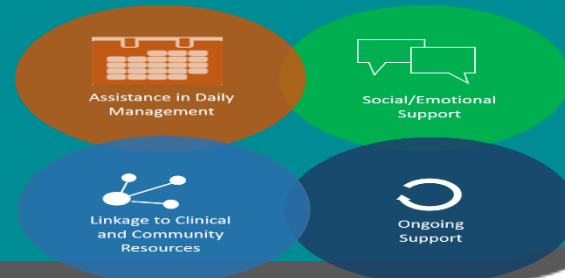 Assistance in Daily
Management
Social/Emotional
Support
Linkage to Clinical
and Community
Resources
Ongoing
Support